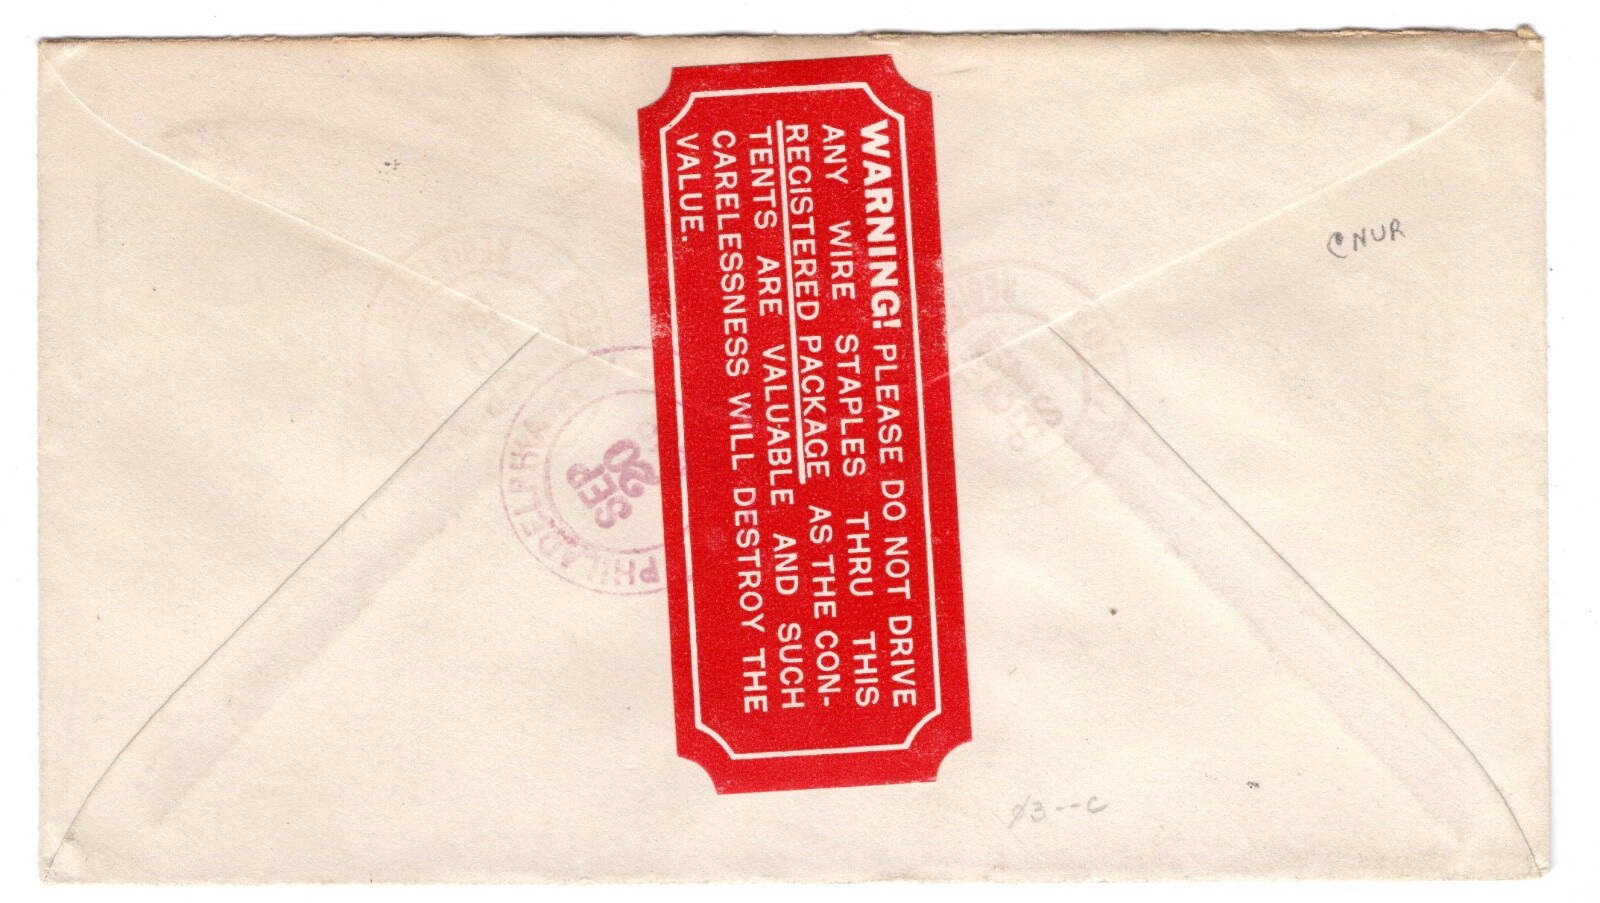 WARNING! PLEASE DO NOT DRIVE
ANY WIRE STAPLES THRU THIS
REGISTERED PACKAGE AS THE CON-
TENTS ARE VALUABLE AND SUCH
CARELESSNESS WILL DESTROY THE
VALUE.
PHILADELPHIA
SEP
20
CNUR